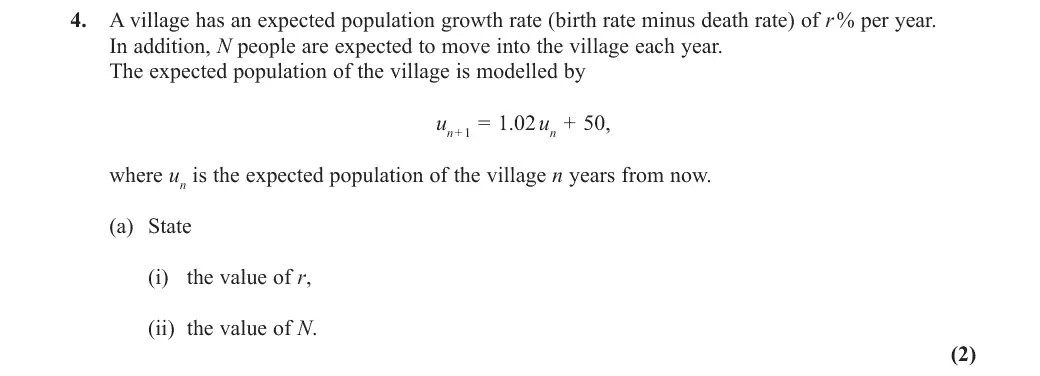 4. A village has an expected population growth rate (birth rate minus death rate) of r% per year.
In addition, N people are expected to move into the village each year.
The expected population of the village is modelled by
uₙ₊₁ = 1.02uₙ + 50,
where uₙ is the expected population of the village n years from now.
(a) State
(i) the value of r,
(ii) the value of N.
(2)